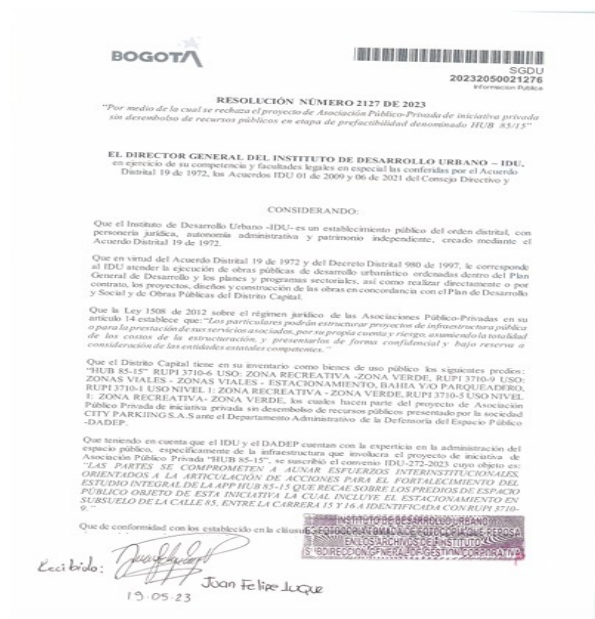 BOGOTÁ
SGDU
20232050021276
Informacion Publica
RESOLUCIÓN NÚMERO 2127 DE 2023
"Por medio de la cual se rechaza el proyecto de Asociación Público-Privada de iniciativa privada
sin desembolso de recursos públicos en etapa de prefactibilidad denominado HUB 85/15"
EL DIRECTOR GENERAL DEL INSTITUTO DE DESARROLLO URBANO – IDU,
en ejercicio de su competencia y facultades legales en especial las conferidas por el Acuerdo
Distrital 19 de 1972, los Acuerdos IDU 01 de 2009 y 06 de 2021 del Consejo Directivo y
CONSIDERANDO:
Que el Instituto de Desarrollo Urbano -IDU- es un establecimiento público del orden distrital, con
personería jurídica, autonomía administrativa y patrimonio independiente, creado mediante el
Acuerdo Distrital 19 de 1972.
Que en virtud del Acuerdo Distrital 19 de 1972 y del Decreto Distrital 980 de 1997, le corresponde
al IDU atender la ejecución de obras públicas de desarrollo urbanístico ordenadas dentro del Plan
General de Desarrollo y los planes y programas sectoriales, así como realizar directamente o por
contrato, los proyectos, diseños y construcción de las obras en concordancia con el Plan de Desarrollo
y Social y de Obras Públicas del Distrito Capital.
Que la Ley 1508 de 2012 sobre el régimen jurídico de las Asociaciones Público-Privadas en su
artículo 14 establece que: "Los particulares podrán estructurar proyectos de infraestructura pública
o para la prestación de sus servicios asociados, por su propia cuenta y riesgo, asumiendo la totalidad
de los costos de la estructuración, y presentarlos de forma confidencial y bajo reserva a
consideración de las entidades estatales competentes."
Que el Distrito Capital tiene en su inventario como bienes de uso público los siguientes predios:
"HUB 85-15" RUPI 3710-6 USO: ZONA RECREATIVA -ZONA VERDE, RUPI 3710-9 USO:
ZONAS VIALES - ZONAS VIALES - ESTACIONAMIENTO, BAHIA Y/O PARQUEADERO,
RUPI 3710-1 USO NIVEL 1: ZONA RECREATIVA - ZONA VERDE, RUPI 3710-5 USO NIVEL
1: ZONA RECREATIVA- ZONA VERDE, los cuales hacen parte del proyecto de Asociación
Público-Privada de iniciativa privada sin desembolso de recursos públicos presentado por la sociedad
CITY PARKIING S.A.S ante el Departamento Administrativo de la Defensoría del Espacio Público
-DADEP.
Que teniendo en cuenta que el IDU y el DADEP cuentan con la experticia en la administración del
espacio público, específicamente de la infraestructura que involucra el proyecto de iniciativa de
Asociación Público Privada "HUB 85-15", se suscribió el convenio IDU-272-2023 cuyo objeto es:
"LAS PARTES SE COMPROMETEN A AUNAR ESFUERZOS INTERINSTITUCIONALES,
ORIENTADOS A LA ARTICULACIÓN DE ACCIONES PARA EL FORTALECIMIENTO DEL
ESTUDIO INTEGRAL DE LA APP HUB 85-15 QUE RECAE SOBRE LOS PREDIOS DE ESPACIO
PÚBLICO OBJETO DE ESTA INICIATIVA LA CUAL INCLUYE EL ESTACIONAMIENTO EN
SUBSUELO DE LA CALLE 85, ENTRE LA CARRERA 15 Y 16 A IDENTIFICADA CON RUPI 3710-
9."
Que de conformidad con los establecido en la cláusu
INSTITUTO DE DESARROLLO URBANO
ES FOTOCOPIA TOMADA DE FOTOCOPIA QUE REPOSA
EN LOS ARCHIVOS DEL INSTITUTO
SUBDIRECCIÓN GENERAL DE GESTIÓN CORPORATIVA
Recibido:
Juan Felipe Luque
19-05-23